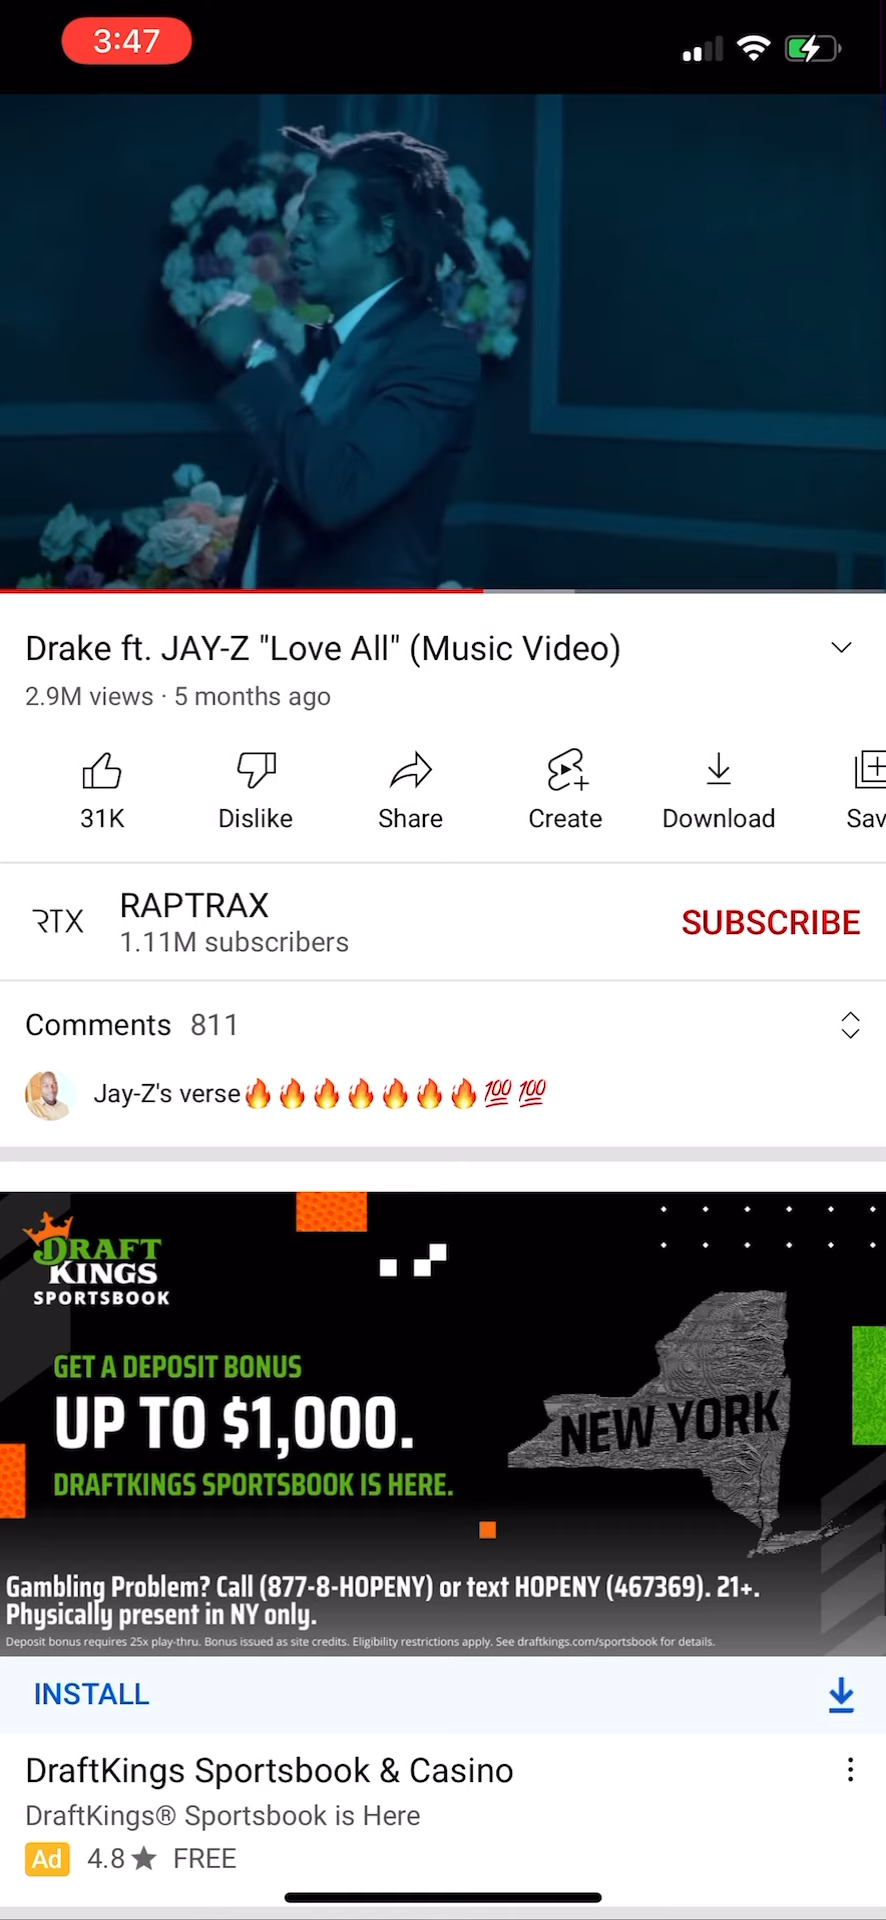 3:47
Drake ft. JAY-Z "Love All" (Music Video)
2.9M views · 5 months ago
31K
Dislike
Share
Create
Download
Sav
RTX
RAPTRAX
1.11M subscribers
SUBSCRIBE
Comments 811
Jay-Z's verse🔥🔥🔥🔥🔥🔥🔥💯💯
DRAFT
KINGS
SPORTSBOOK
GET A DEPOSIT BONUS
UP TO $1,000.
DRAFTKINGS SPORTSBOOK IS HERE.
NEW YORK
Gambling Problem? Call (877-8-HOPENY) or text HOPENY (467369). 21+.
Physically present in NY only.
Deposit bonus requires 25x play-thru. Bonus issued as site credits. Eligibility restrictions apply. See draftkings.com/sportsbook for details.
INSTALL
DraftKings Sportsbook & Casino
DraftKings® Sportsbook is Here
Ad 4.8★ FREE